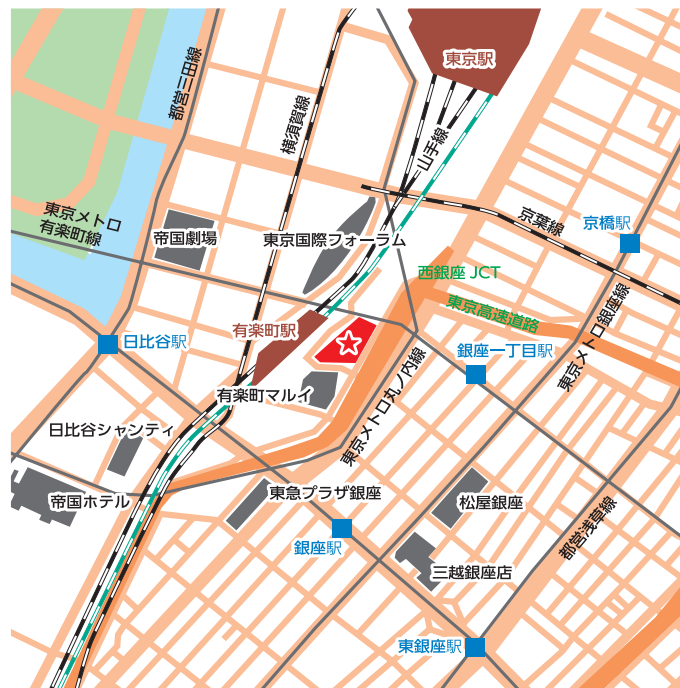 東京駅
都営三田線
横須賀線
山手線
東京メトロ
有楽町線
帝国劇場
東京国際フォーラム
京葉線
京橋駅
西銀座 JCT
東京高速道路
東京メトロ銀座線
有楽町駅
日比谷駅
銀座一丁目駅
東京メトロ丸ノ内線
有楽町マルイ
日比谷シャンティ
帝国ホテル
東急プラザ銀座
松屋銀座
銀座駅
都営浅草線
三越銀座店
東銀座駅